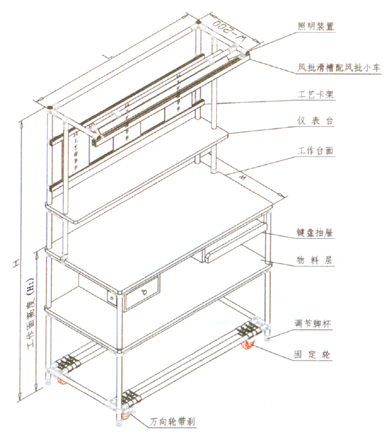 L
W-200
照明装置
风批滑槽配风批小车
工艺卡架
仪表台
工作台面
W
键盘抽屉
物料层
H
工作面高度(H1)
调节脚杯
固定轮
万向轮带刹